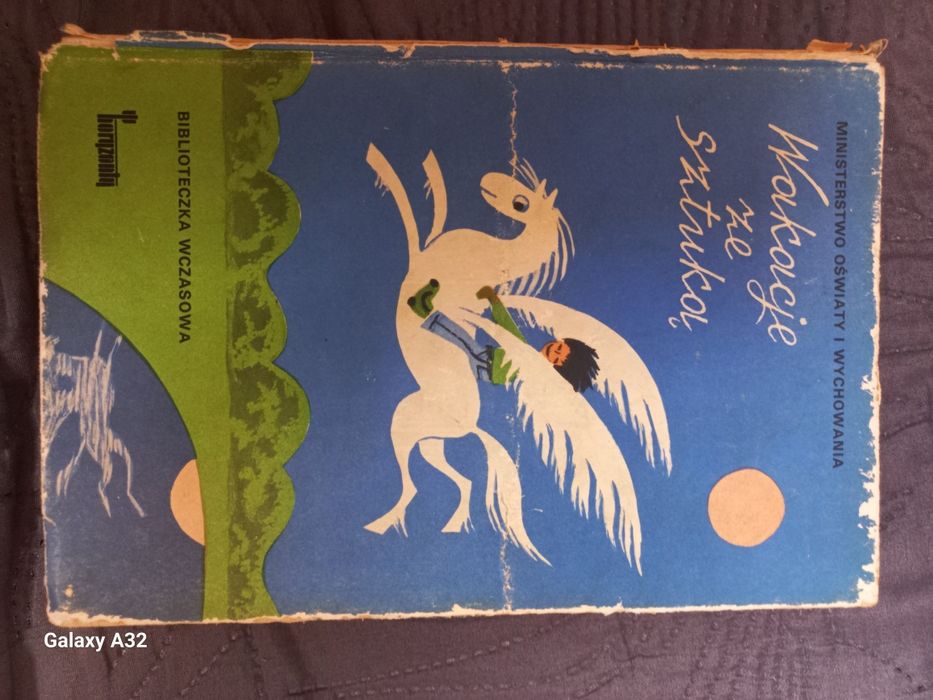 MINISTERSTWO OŚWIATY I WYCHOWANIA
Wakacje
ze
sztuką
BIBLIOTECZKA WCZASOWA
horyzonty
Galaxy A32